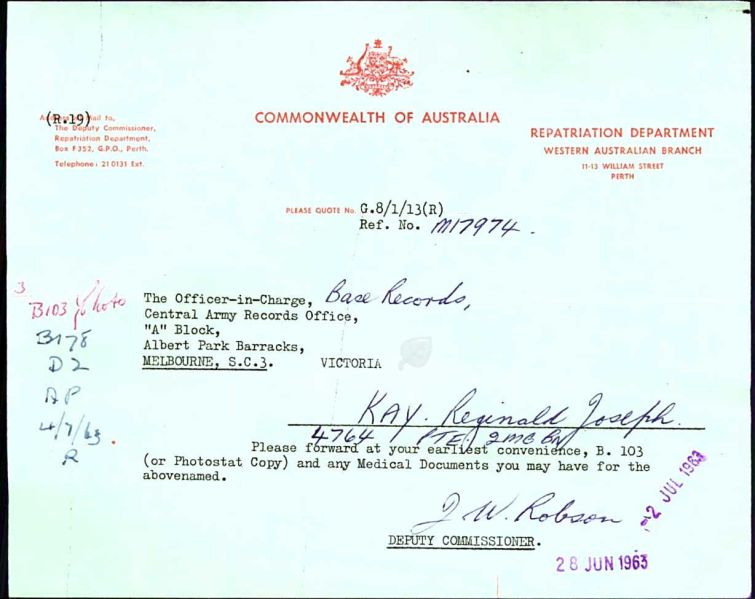 (R.19)
Address Mail to,
The Deputy Commissioner,
Repatriation Department,
Box F352, G.P.O., Perth.
Telephone: 21 0131 Ext.
COMMONWEALTH OF AUSTRALIA
REPATRIATION DEPARTMENT
WESTERN AUSTRALIAN BRANCH
11-13 WILLIAM STREET
PERTH
PLEASE QUOTE No. G.8/1/13(R)
Ref. No. M17974.
3
B103 photo
B178
D2
AP
4/7/63.
R
The Officer-in-Charge, Base Records,
Central Army Records Office,
"A" Block,
Albert Park Barracks,
MELBOURNE, S.C.3. VICTORIA
KAY. Reginald Joseph.
4764 PTE 2MG BN
Please forward at your earliest convenience, B. 103
(or Photostat Copy) and any Medical Documents you may have for the
abovenamed.
J. W. Robson
DEPUTY COMMISSIONER.
2 JUL 1963
28 JUN 1963